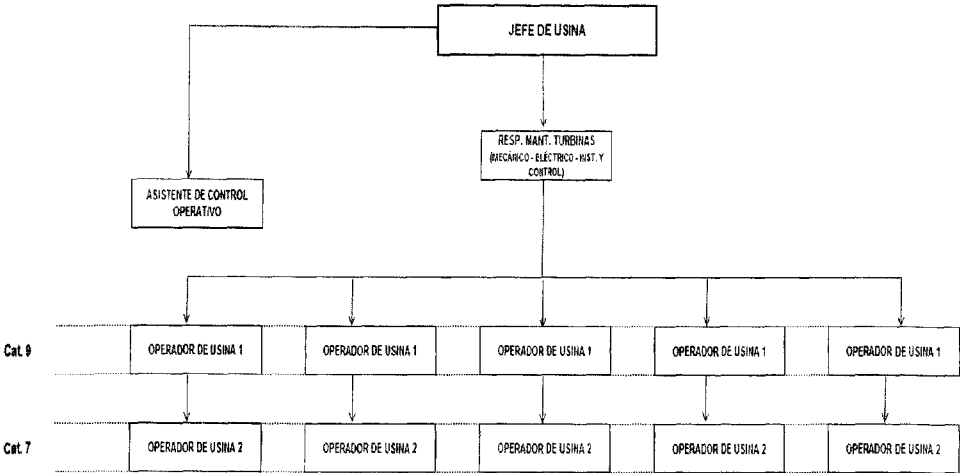 JEFE DE USINA
RESP. MANT. TURBINAS
(MECÁNICO - ELÉCTRICO - INST. Y
CONTROL)
ASISTENTE DE CONTROL
OPERATIVO
Cat. 9
OPERADOR DE USINA 1
OPERADOR DE USINA 1
OPERADOR DE USINA 1
OPERADOR DE USINA 1
OPERADOR DE USINA 1
Cat. 7
OPERADOR DE USINA 2
OPERADOR DE USINA 2
OPERADOR DE USINA 2
OPERADOR DE USINA 2
OPERADOR DE USINA 2